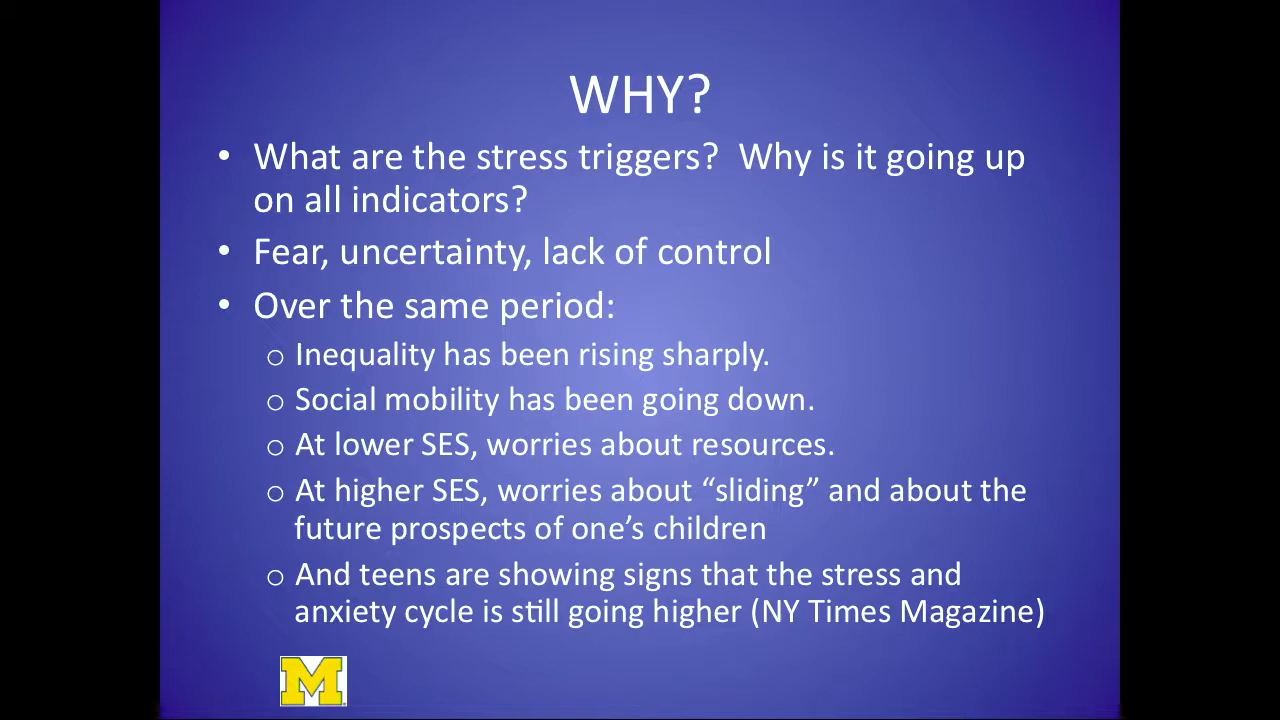 WHY?
• What are the stress triggers?  Why is it going up
on all indicators?
• Fear, uncertainty, lack of control
• Over the same period:
o Inequality has been rising sharply.
o Social mobility has been going down.
o At lower SES, worries about resources.
o At higher SES, worries about “sliding” and about the
future prospects of one’s children
o And teens are showing signs that the stress and
anxiety cycle is still going higher (NY Times Magazine)
M